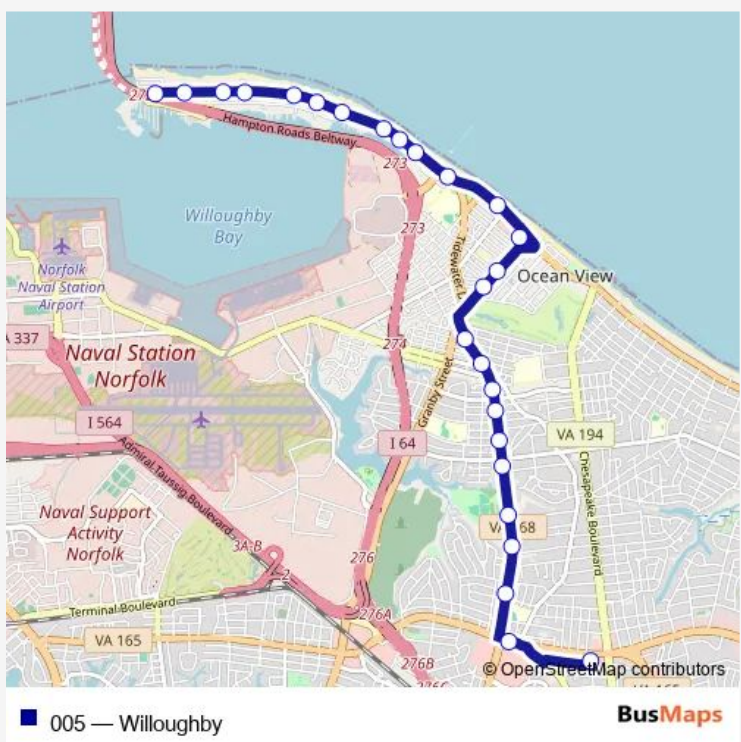 27
Hampton Roads Beltway
273
Willoughby
Bay
273
Tidewater
Norfolk
Naval Station
Airport
Ocean View
337
274
Naval Station
Norfolk
Granby Street
I 564
I 64
VA 194
Admiral Taussig Boulevard
Chesapeake Boulevard
Naval Support
Activity
Norfolk
VA 68
3A-B
2
276
Terminal Boulevard
276A
VA 165
276B
© OpenStreetMap contributors
005 — Willoughby
BusMaps